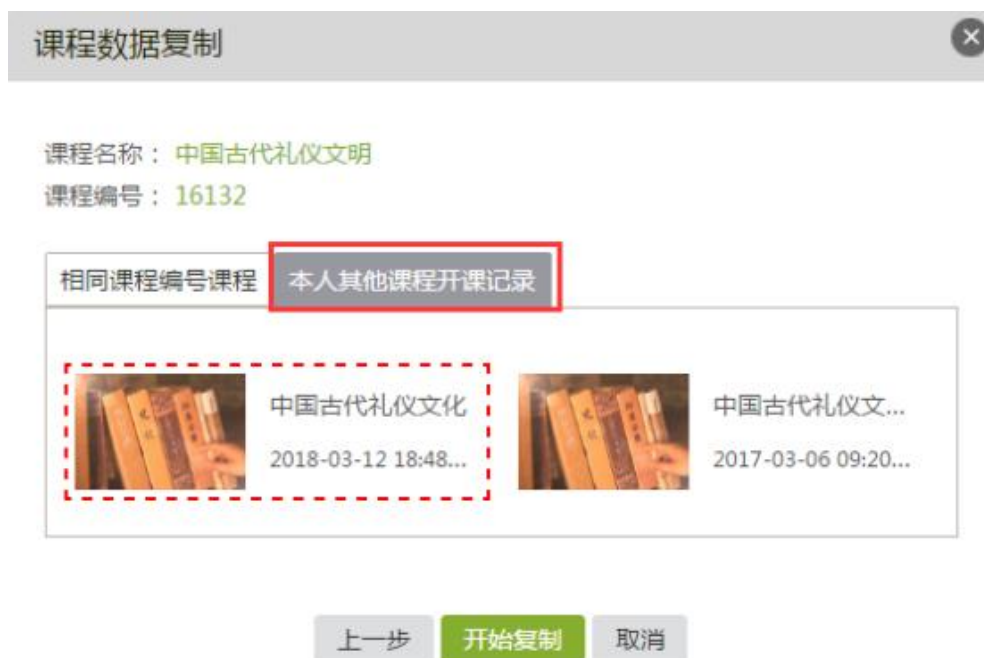 课程数据复制
课程名称： 中国古代礼仪文明
课程编号： 16132
相同课程编号课程 本人其他课程开课记录
中国古代礼仪文化 中国古代礼仪文...
2018-03-12 18:48... 2017-03-06 09:20...
上一步 开始复制 取消